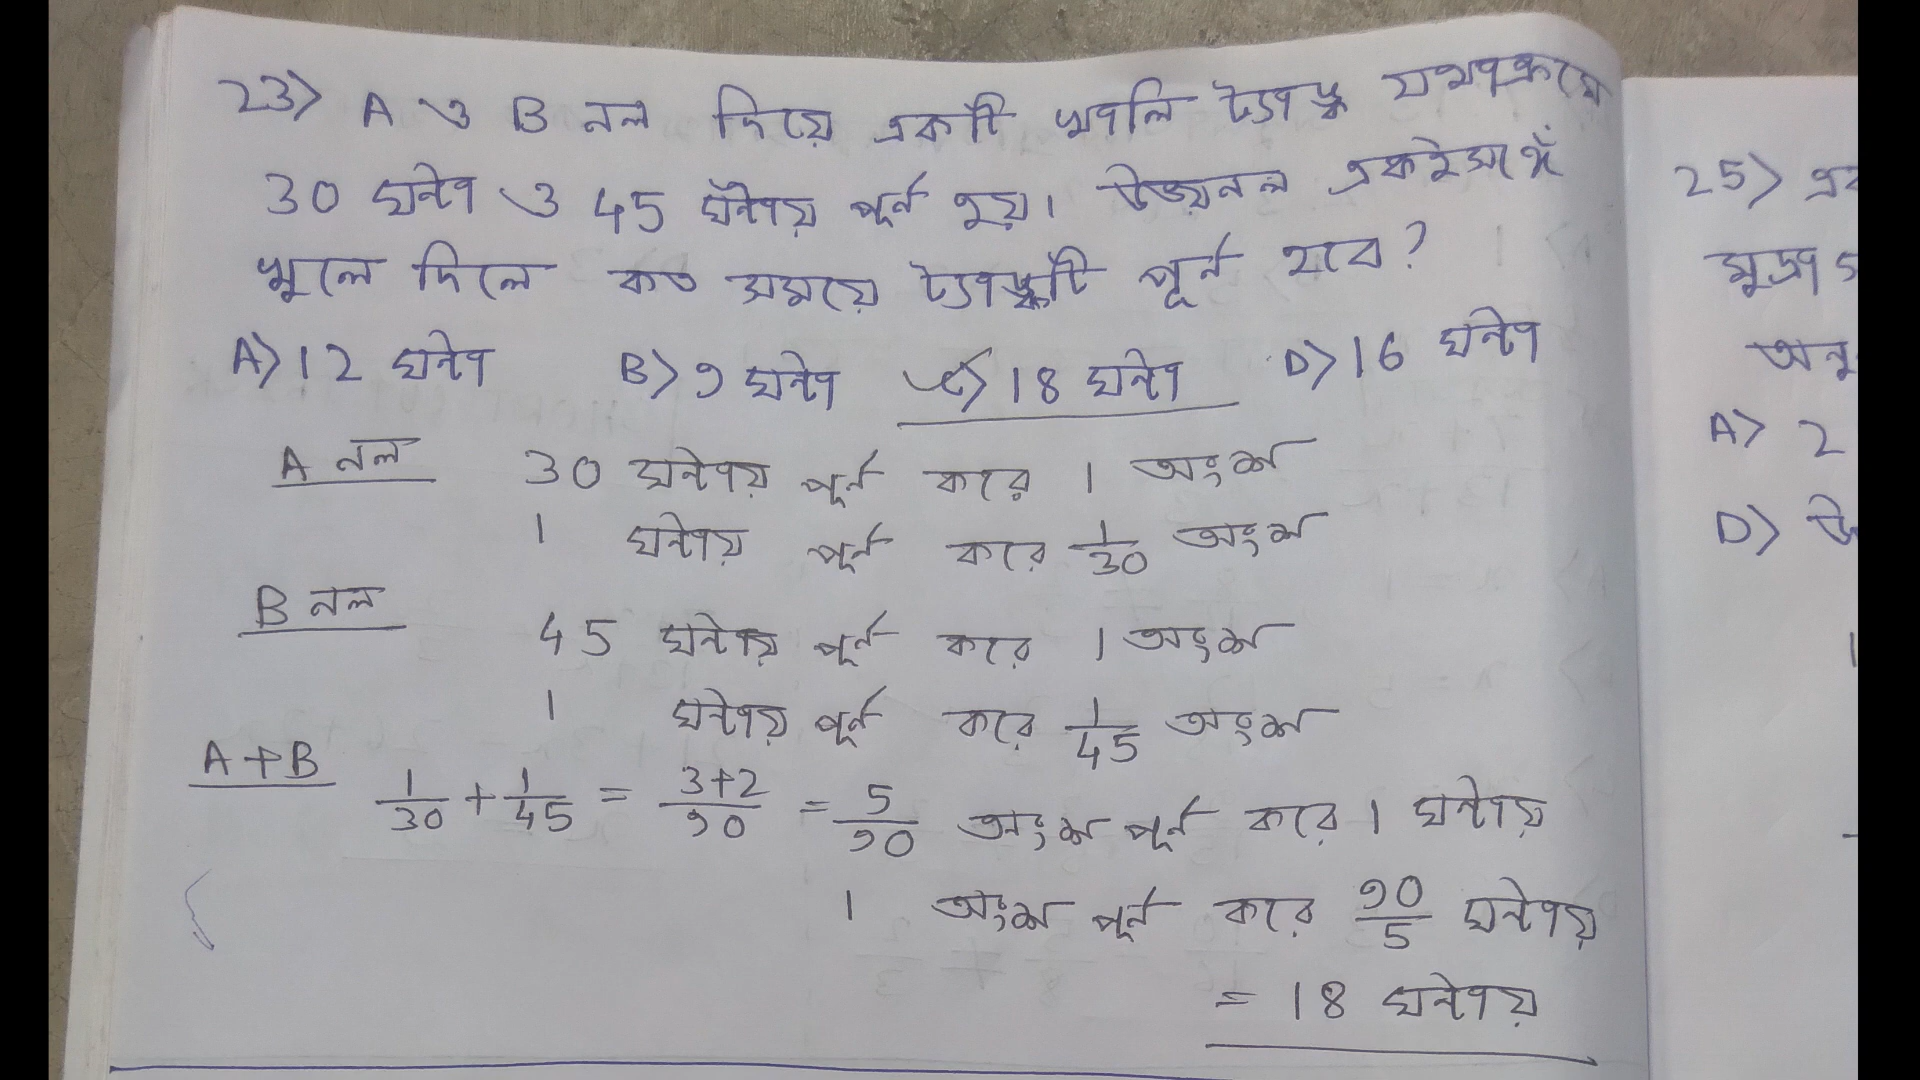 23> A ও B নল দিয়ে একটি খালি ট্যাঙ্ক যথাক্রমে
30 ঘন্টা ও 45 ঘন্টায় পূর্ন হয়। উভয়নল একইসাথে
খুলে দিলে কত সময়ে ট্যাঙ্কটি পূর্ন হবে?
A> 12 ঘন্টা B> 9 ঘন্টা C> 18 ঘন্টা D> 16 ঘন্টা
A নল 30 ঘন্টায় পূর্ন করে 1 অংশ
1 ঘন্টায় পূর্ন করে 1/30 অংশ
B নল
45 ঘন্টায় পূর্ন করে 1 অংশ
1 ঘন্টায় পূর্ন করে 1/45 অংশ
A+B
1/30 + 1/45 = 3+2/90 = 5/90 অংশ পূর্ন করে 1 ঘন্টায়
1 অংশ পূর্ন করে 90/5 ঘন্টায়
= 18 ঘন্টায়
25>
মুদ্রা
A> 2
D>